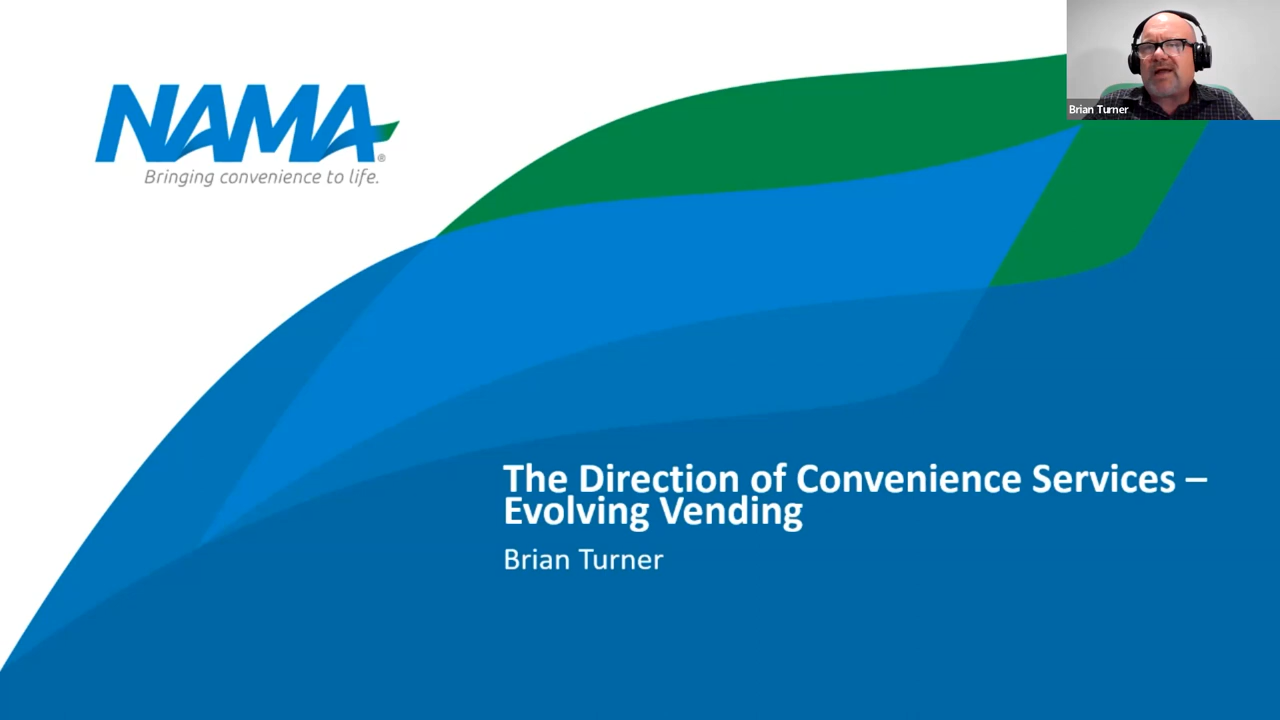 NAMA®
Bringing convenience to life.
Brian Turner
The Direction of Convenience Services –
Evolving Vending
Brian Turner